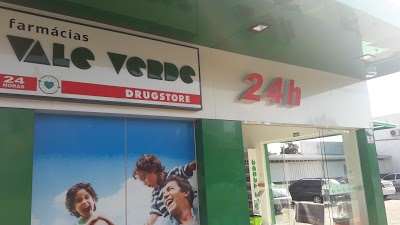 farmácias
VALE VERDE
24
HORAS
DRUGSTORE
24h